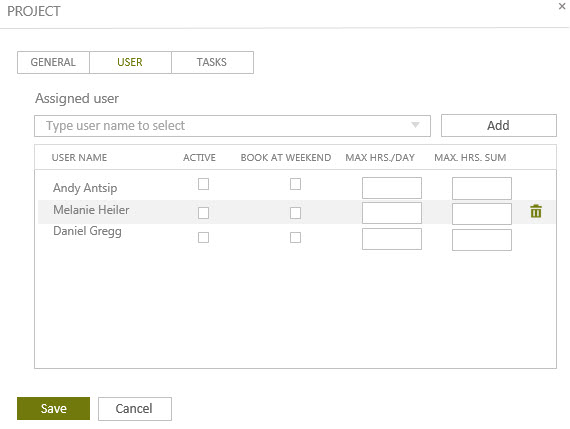 PROJECT
GENERAL USER TASKS
Assigned user
Type user name to select Add
USER NAME ACTIVE BOOK AT WEEKEND MAX HRS./DAY MAX. HRS. SUM
Andy Antsip
Melanie Heiler
Daniel Gregg
Save Cancel